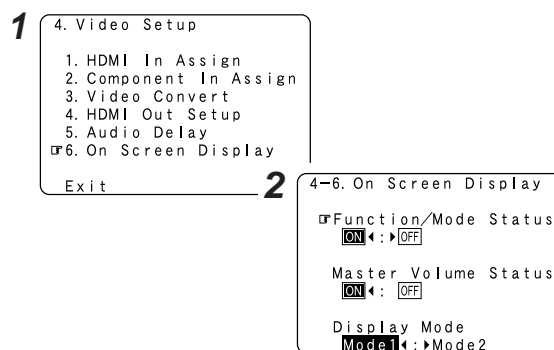 1
4. Video Setup
1. HDMI In Assign
2. Component In Assign
3. Video Convert
4. HDMI Out Setup
5. Audio Delay
☞6. On Screen Display
Exit
2
4-6. On Screen Display
☞Function/Mode Status
ON ◀ : ▶ OFF
Master Volume Status
ON ◀ : OFF
Display Mode
Mode1 ◀ : ▶ Mode2